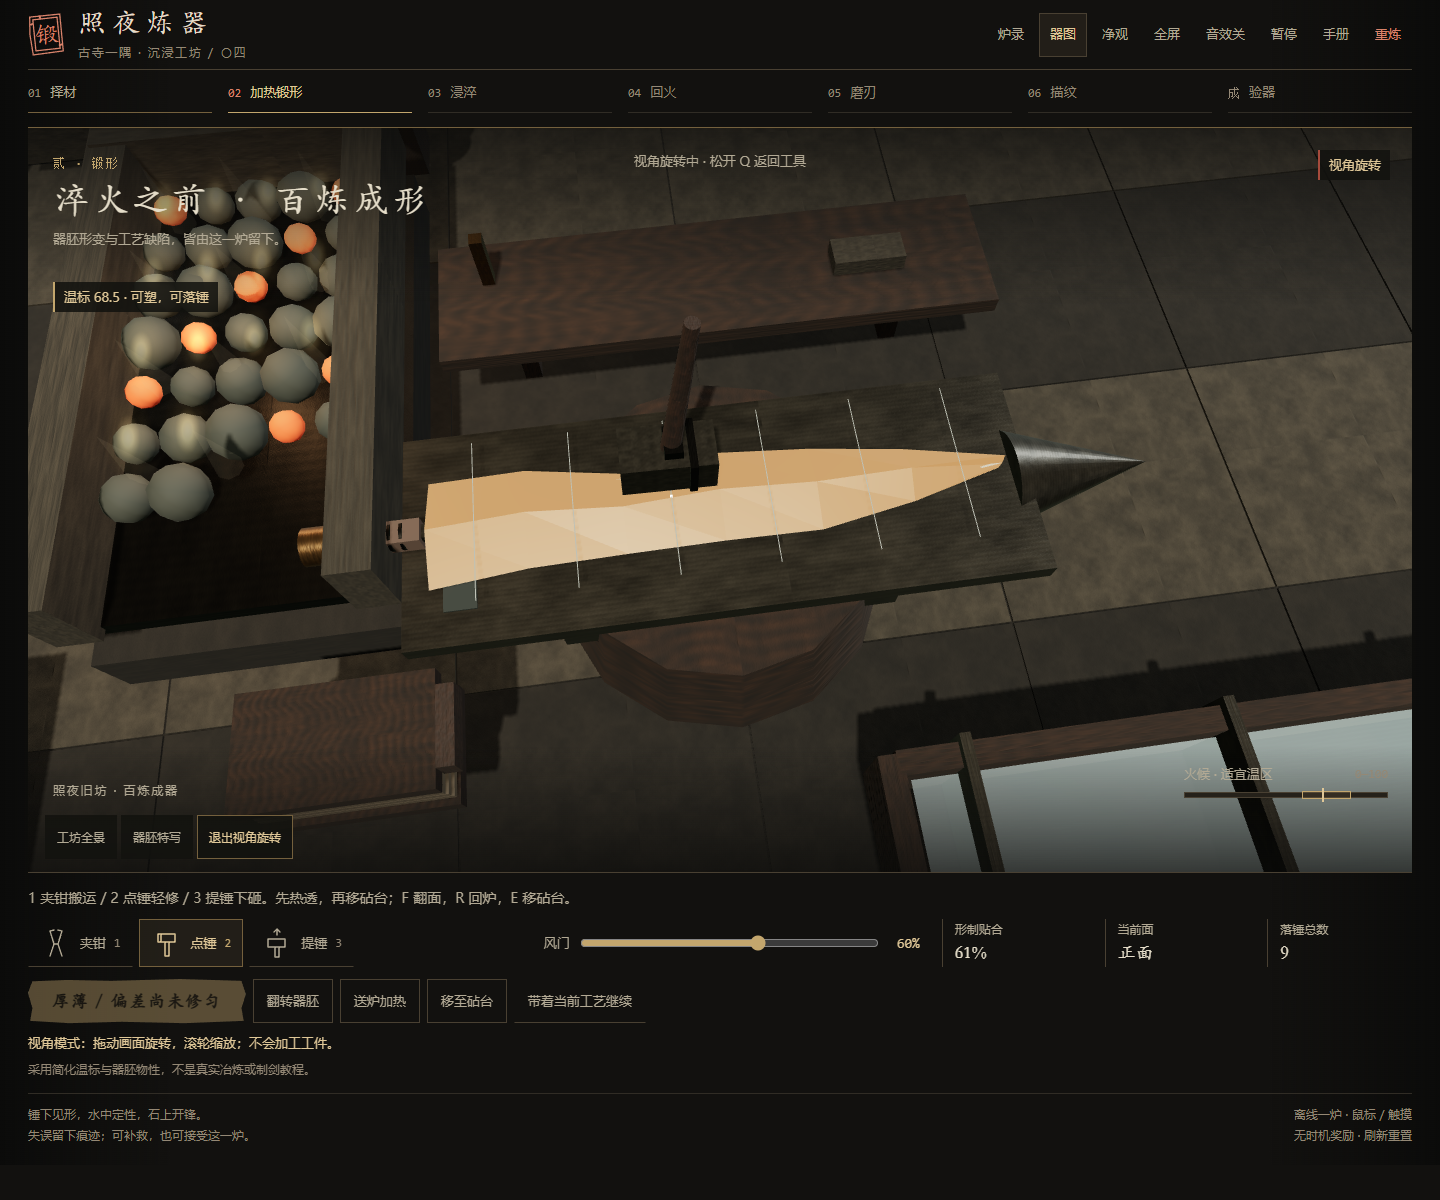 锻
照夜炼器
古寺一隅 · 沉浸工坊 / 〇四
炉录 器图 净观 全屏 音效关 暂停 手册 重炼
01 择材 02 加热锻形 03 浸淬 04 回火 05 磨刃 06 描纹 成 验器
贰 · 锻形
视角旋转中 · 松开 Q 返回工具
视角旋转
淬火之前 · 百炼成形
器胚形变与工艺缺陷，皆由这一炉留下。
温标 68.5 · 可塑，可落锤
火候 · 适宜温区
照夜旧坊 · 百炼成器
工坊全景 器胚特写 退出视角旋转
1 夹钳搬运 / 2 点锤轻修 / 3 提锤下砸。先热透，再移砧台；F 翻面，R 回炉，E 移砧台。
夹钳 1 点锤 2 提锤 3 风门 60%
形制贴合 当前面 落锤总数
61% 正面 9
厚薄 / 偏差尚未修匀 翻转器胚 送炉加热 移至砧台 带着当前工艺继续
视角模式：拖动画面旋转，滚轮缩放；不会加工工件。
采用简化温标与器胚物性，不是真实冶炼或制剑教程。
锤下见形，水中定性，石上开锋。
失误留下痕迹；可补救，也可接受这一炉。
离线一炉 · 鼠标 / 触摸
无时机奖励 · 刷新重置